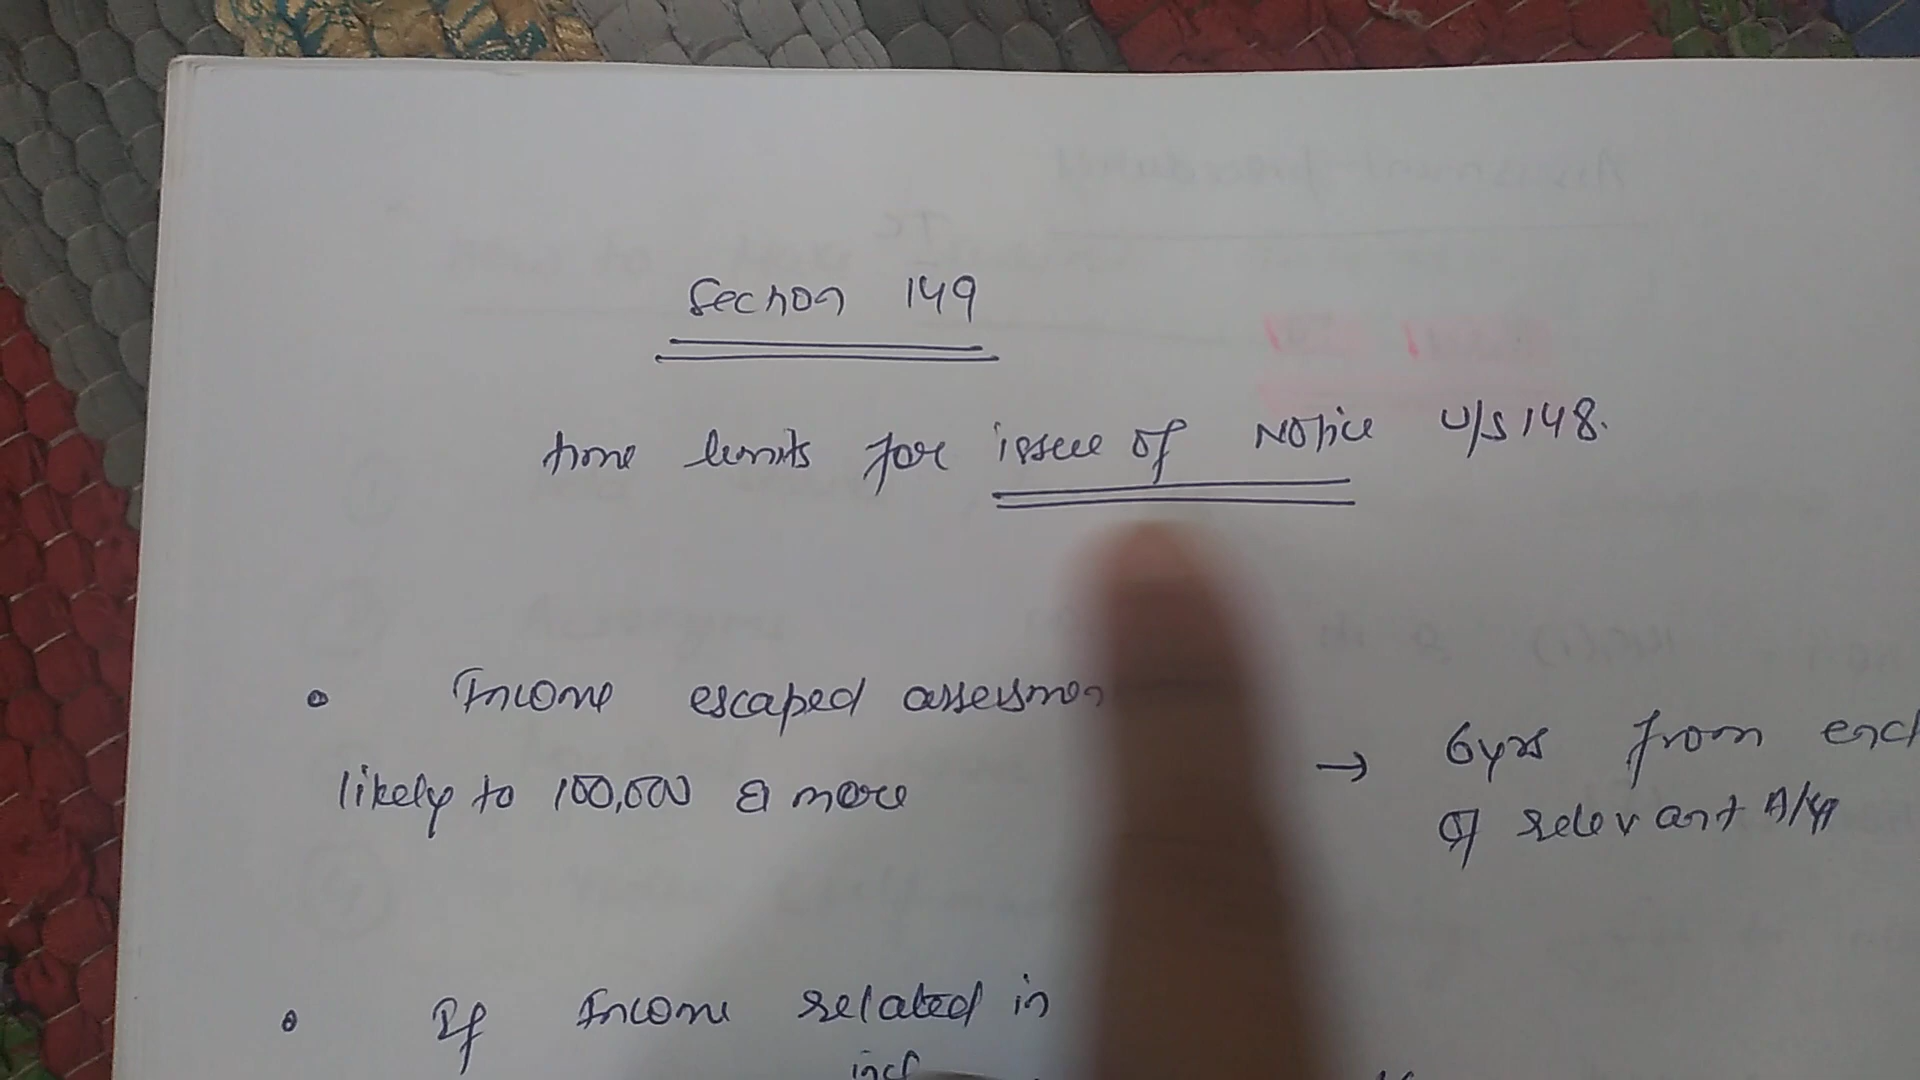 Section 149
time limits for issue of Notice U/S 148.
Income escaped assessmen
likely to 100,000 & more
→ 6yrs from end
of relevant A/Y
If Income related in